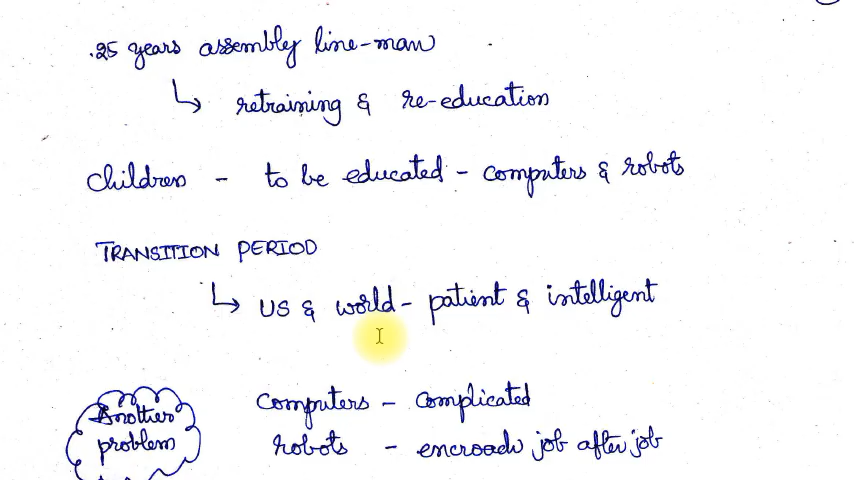 .25 years assembly line-man
↳ retraining & re-education
Children - to be educated - computers & robots
TRANSITION PERIOD
↳ US & world - patient & intelligent
Another problem
computers - complicated
robots - encroach job after job